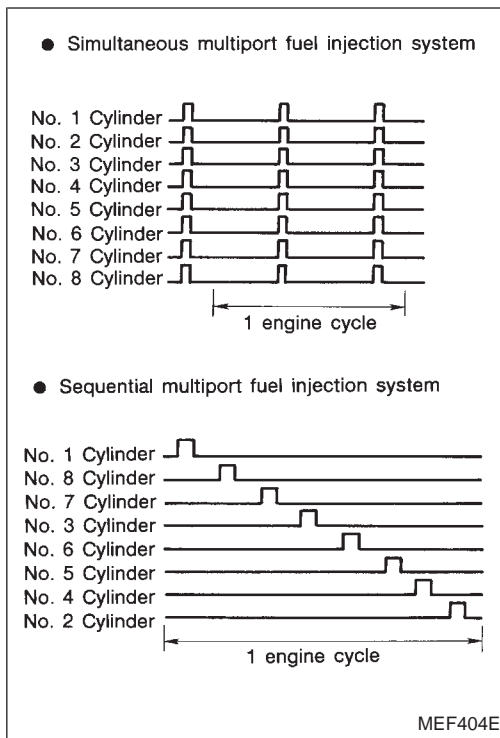 ● Simultaneous multiport fuel injection system
No. 1 Cylinder
No. 2 Cylinder
No. 3 Cylinder
No. 4 Cylinder
No. 5 Cylinder
No. 6 Cylinder
No. 7 Cylinder
No. 8 Cylinder
1 engine cycle
● Sequential multiport fuel injection system
No. 1 Cylinder
No. 8 Cylinder
No. 7 Cylinder
No. 3 Cylinder
No. 6 Cylinder
No. 5 Cylinder
No. 4 Cylinder
No. 2 Cylinder
1 engine cycle
MEF404E